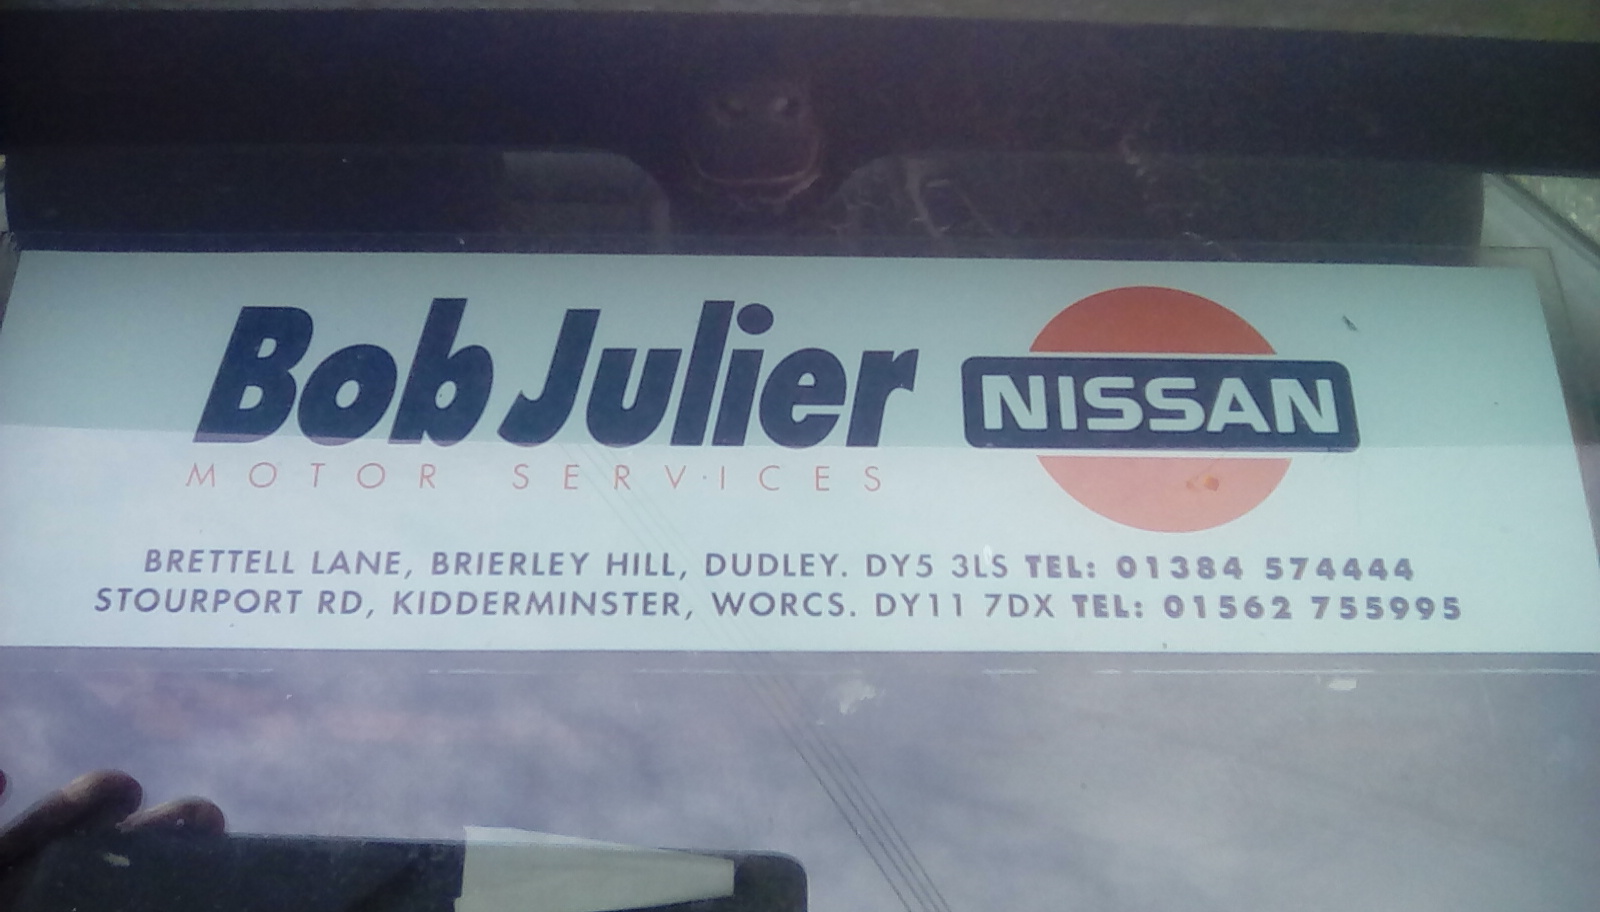 Bob Julier NISSAN
MOTOR SERVICES
BRETTELL LANE, BRIERLEY HILL, DUDLEY. DY5 3LS TEL: 01384 574444
STOURPORT RD, KIDDERMINSTER, WORCS. DY11 7DX TEL: 01562 755995